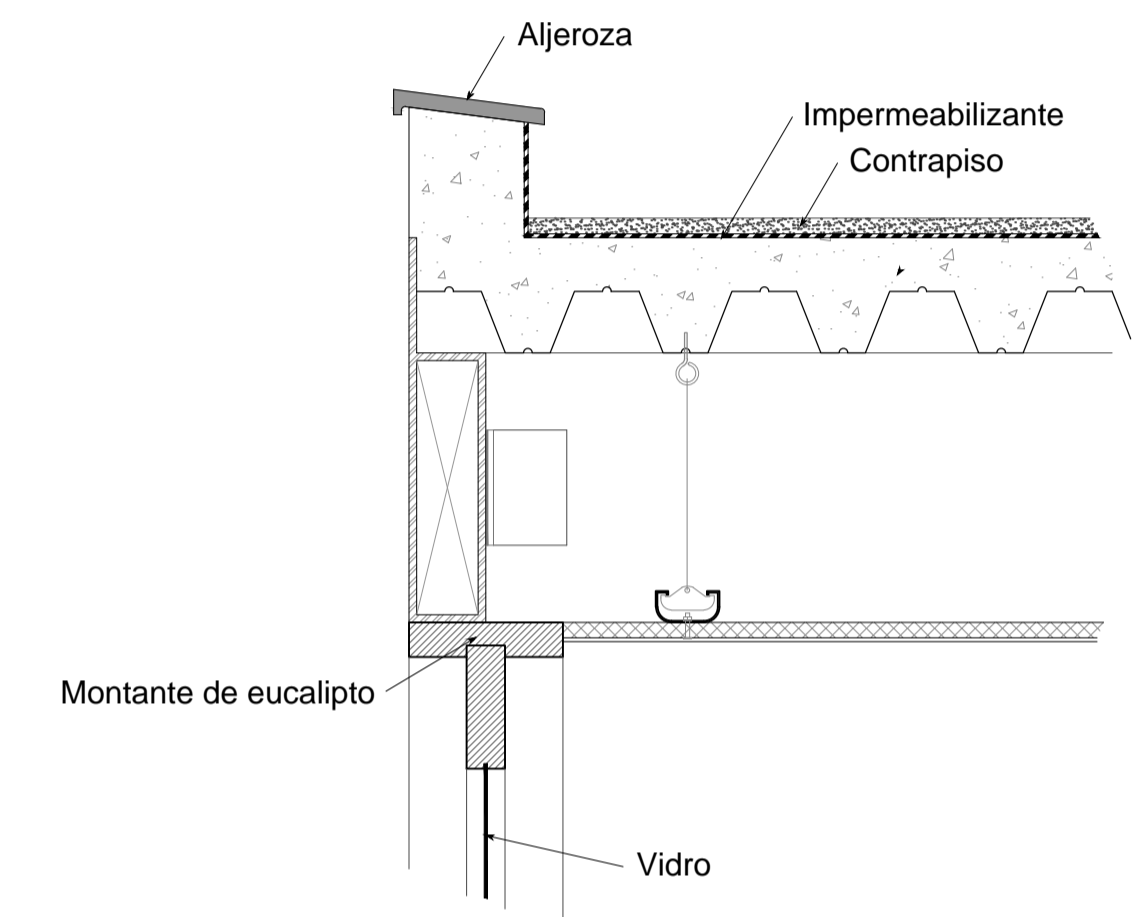 Aljeroza
Impermeabilizante
Contrapiso
Montante de eucalipto
Vidro